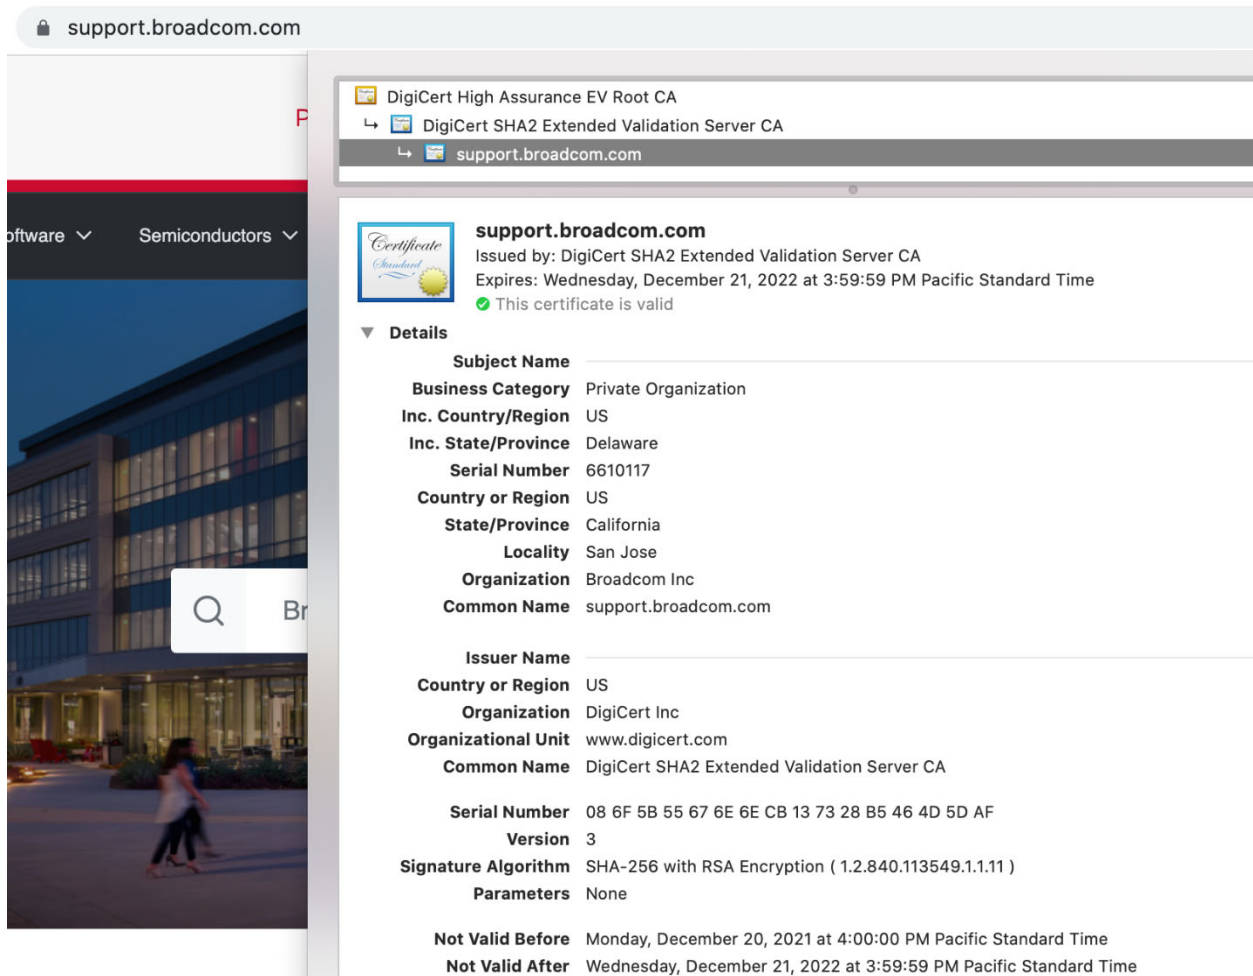 support.broadcom.com
P
DigiCert High Assurance EV Root CA
DigiCert SHA2 Extended Validation Server CA
support.broadcom.com
oftware
Semiconductors
Certificate
Standard
support.broadcom.com
Issued by: DigiCert SHA2 Extended Validation Server CA
Expires: Wednesday, December 21, 2022 at 3:59:59 PM Pacific Standard Time
This certificate is valid
Details
Subject Name
Business Category Private Organization
Inc. Country/Region US
Inc. State/Province Delaware
Serial Number 6610117
Country or Region US
State/Province California
Locality San Jose
Organization Broadcom Inc
Common Name support.broadcom.com
Br
Issuer Name
Country or Region US
Organization DigiCert Inc
Organizational Unit www.digicert.com
Common Name DigiCert SHA2 Extended Validation Server CA
Serial Number 08 6F 5B 55 67 6E 6E CB 13 73 28 B5 46 4D 5D AF
Version 3
Signature Algorithm SHA-256 with RSA Encryption ( 1.2.840.113549.1.1.11 )
Parameters None
Not Valid Before Monday, December 20, 2021 at 4:00:00 PM Pacific Standard Time
Not Valid After Wednesday, December 21, 2022 at 3:59:59 PM Pacific Standard Time